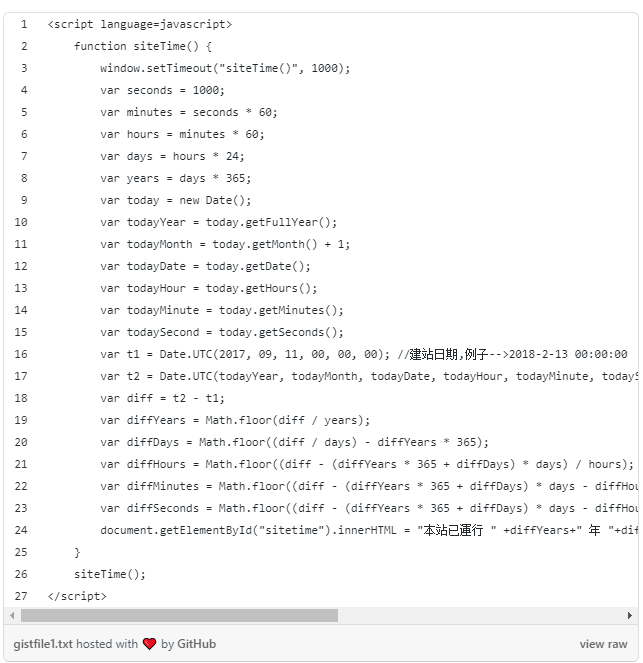 1 <script language=javascript>
2 function siteTime() {
3 window.setTimeout("siteTime()", 1000);
4 var seconds = 1000;
5 var minutes = seconds * 60;
6 var hours = minutes * 60;
7 var days = hours * 24;
8 var years = days * 365;
9 var today = new Date();
10 var todayYear = today.getFullYear();
11 var todayMonth = today.getMonth() + 1;
12 var todayDate = today.getDate();
13 var todayHour = today.getHours();
14 var todayMinute = today.getMinutes();
15 var todaySecond = today.getSeconds();
16 var t1 = Date.UTC(2017, 09, 11, 00, 00, 00); //建站日期,例子-->2018-2-13 00:00:00
17 var t2 = Date.UTC(todayYear, todayMonth, todayDate, todayHour, todayMinute, todayS
18 var diff = t2 - t1;
19 var diffYears = Math.floor(diff / years);
20 var diffDays = Math.floor((diff / days) - diffYears * 365);
21 var diffHours = Math.floor((diff - (diffYears * 365 + diffDays) * days) / hours);
22 var diffMinutes = Math.floor((diff - (diffYears * 365 + diffDays) * days - diffHou
23 var diffSeconds = Math.floor((diff - (diffYears * 365 + diffDays) * days - diffHou
24 document.getElementById("sitetime").innerHTML = "本站已運行 " +diffYears+" 年 "+dif
25 }
26 siteTime();
27 </script>
gistfile1.txt hosted with ❤ by GitHub view raw